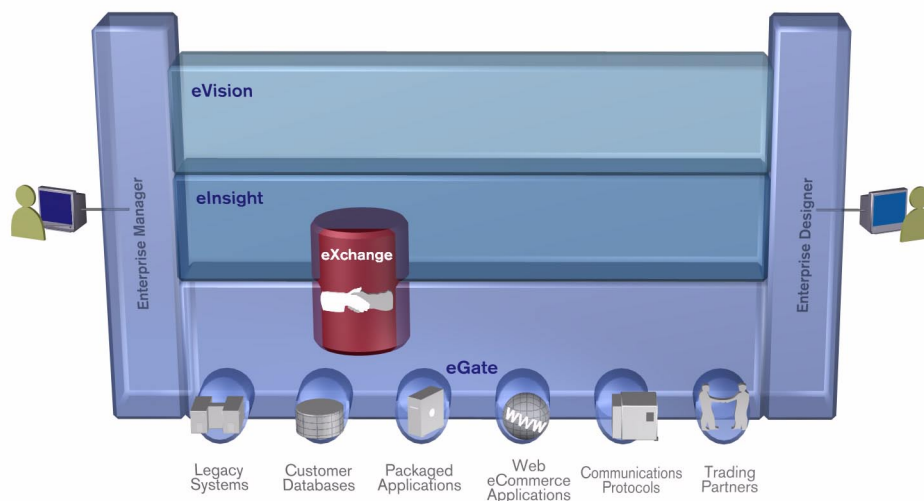 eVision
eInsight
Enterprise Manager
eXchange
Enterprise Designer
eGate
WWW
Legacy
Systems
Customer
Databases
Packaged
Applications
Web
eCommerce
Applications
Communications
Protocols
Trading
Partners